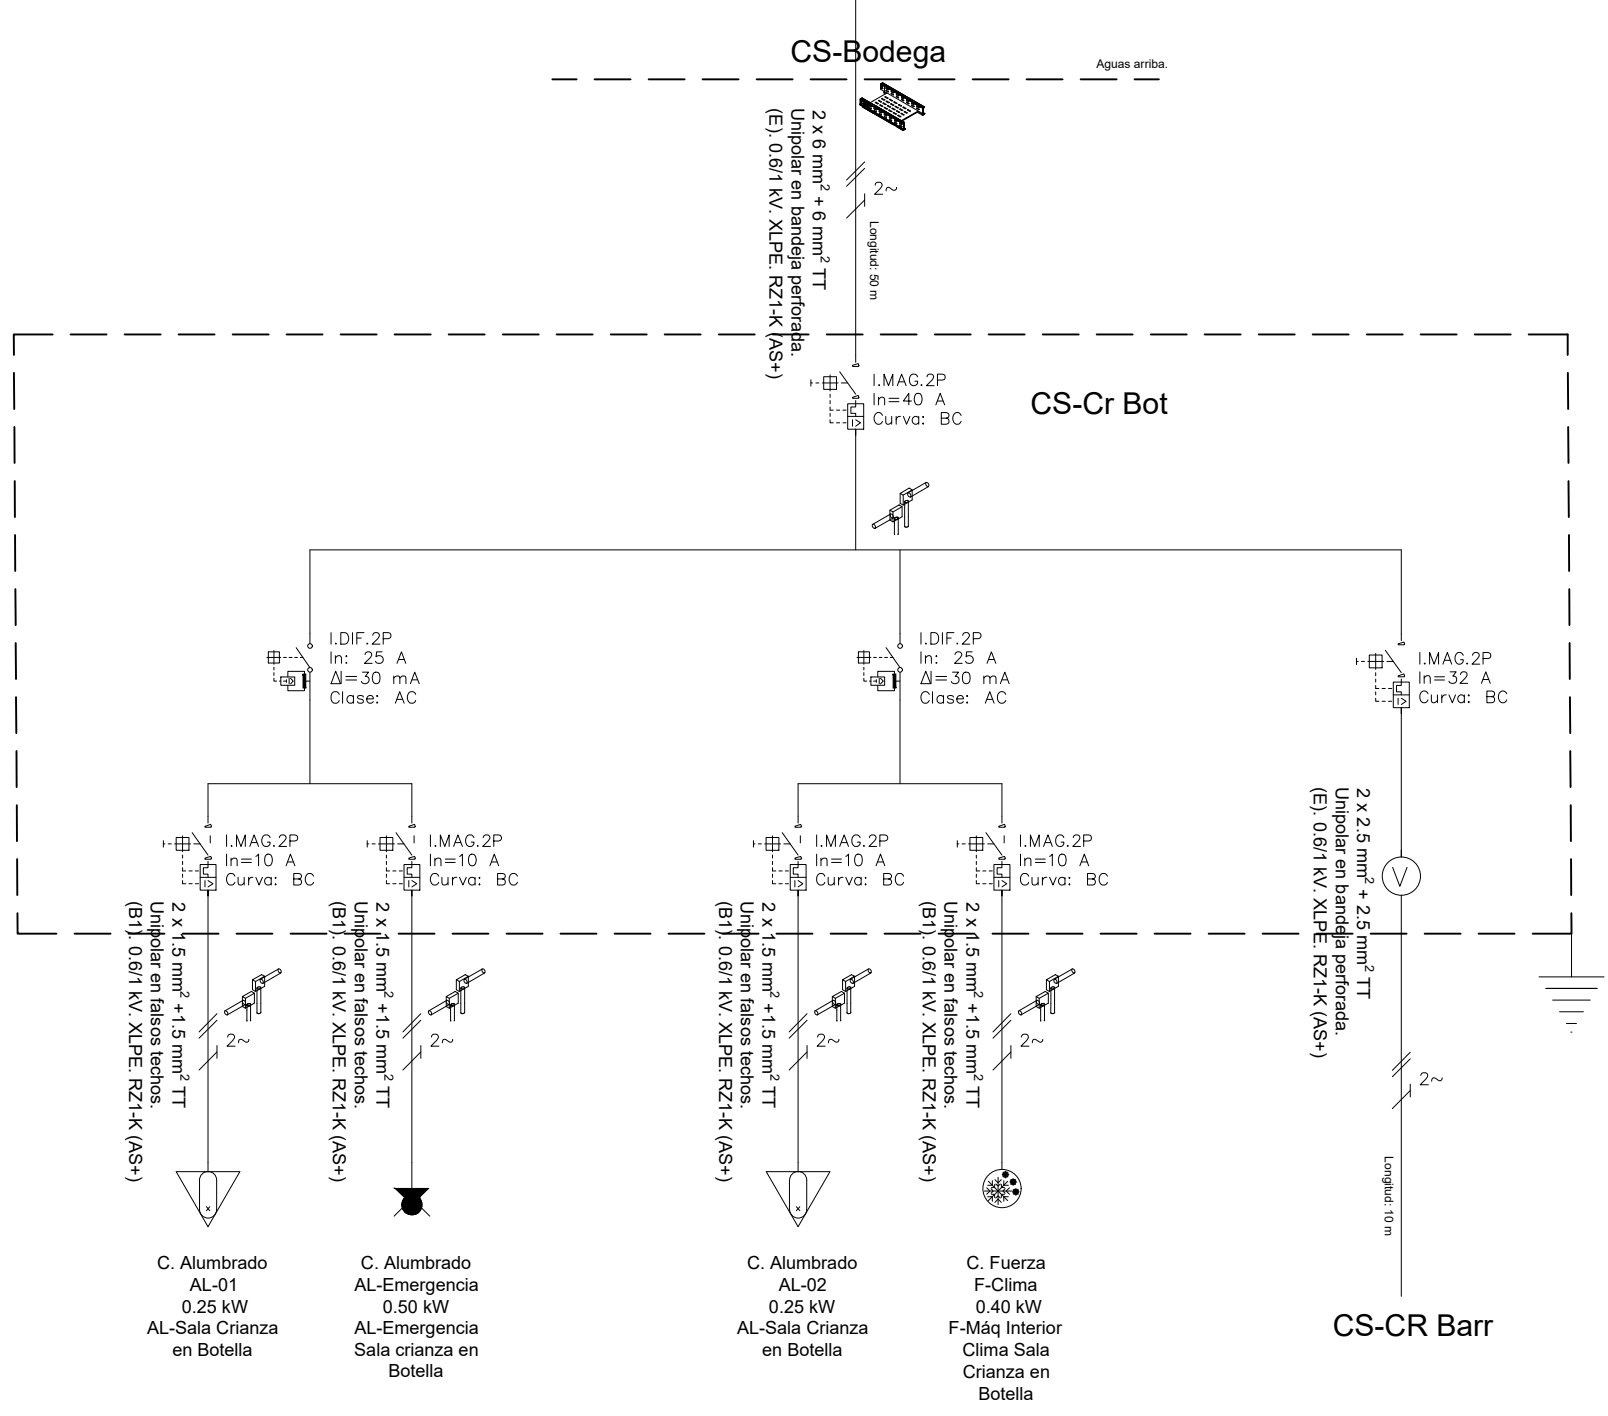 CS-Bodega
Aguas arriba.
2 x 6 mm² + 6 mm² TT
Unipolar en bandeja perforada.
(E). 0.6/1 kV. XLPE. RZ1-K (AS+)
2~
Longitud: 50 m
I.MAG.2P
In=40 A
Curva: BC
CS-Cr Bot
I.DIF.2P
In: 25 A
ΔI=30 mA
Clase: AC
I.DIF.2P
In: 25 A
ΔI=30 mA
Clase: AC
I.MAG.2P
In=32 A
Curva: BC
I.MAG.2P
In=10 A
Curva: BC
I.MAG.2P
In=10 A
Curva: BC
I.MAG.2P
In=10 A
Curva: BC
I.MAG.2P
In=10 A
Curva: BC
V
2 x 1.5 mm² +1.5 mm² TT
Unipolar en falsos techos.
(B1). 0.6/1 kV. XLPE. RZ1-K (AS+)
2~
2 x 1.5 mm² +1.5 mm² TT
Unipolar en falsos techos.
(B1). 0.6/1 kV. XLPE. RZ1-K (AS+)
2~
2 x 1.5 mm² +1.5 mm² TT
Unipolar en falsos techos.
(B1). 0.6/1 kV. XLPE. RZ1-K (AS+)
2~
2 x 1.5 mm² +1.5 mm² TT
Unipolar en falsos techos.
(B1). 0.6/1 kV. XLPE. RZ1-K (AS+)
2~
2 x 2.5 mm² + 2.5 mm² TT
Unipolar en bandeja perforada.
(E). 0.6/1 kV. XLPE. RZ1-K (AS+)
2~
Longitud: 10 m
C. Alumbrado
AL-01
0.25 kW
AL-Sala Crianza
en Botella
C. Alumbrado
AL-Emergencia
0.50 kW
AL-Emergencia
Sala crianza en
Botella
C. Alumbrado
AL-02
0.25 kW
AL-Sala Crianza
en Botella
C. Fuerza
F-Clima
0.40 kW
F-Máq Interior
Clima Sala
Crianza en
Botella
CS-CR Barr